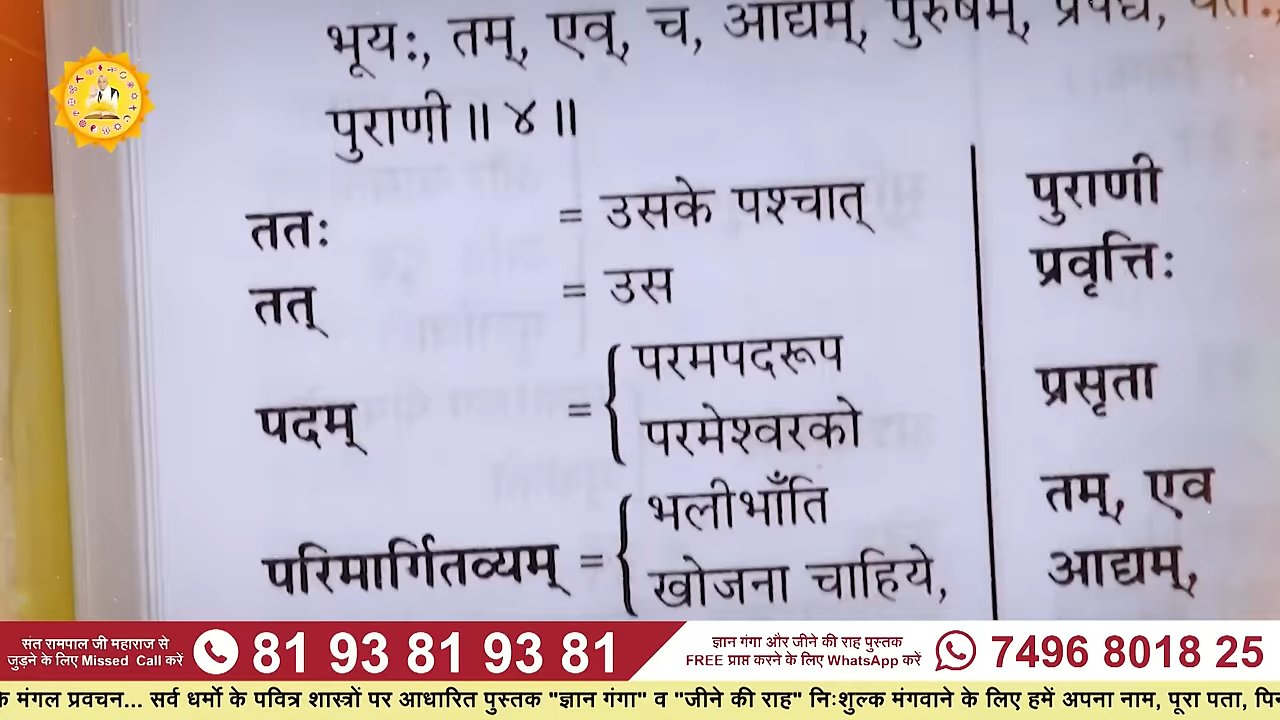 भूयः, तम्, एव्, च, आद्यम्, पुरुषम्, प्रपद्ये,
पुराणी ॥ ४ ॥
ततः = उसके पश्चात्
तत् = उस
पदम् = परमपदरूप
परमेश्वरको
परिमार्गितव्यम् = भलीभाँति
खोजना चाहिये,
पुराणी
प्रवृत्तिः
प्रसृता
तम्, एव
आद्यम्,
संत रामपाल जी महाराज से
जुड़ने के लिए Missed Call करें
81 93 81 93 81
ज्ञान गंगा और जीने की राह पुस्तक
FREE प्राप्त करने के लिए WhatsApp करें
7496 8018 25
के मंगल प्रवचन... सर्व धर्मो के पवित्र शास्त्रों पर आधारित पुस्तक "ज्ञान गंगा" व "जीने की राह" निःशुल्क मंगवाने के लिए हमें अपना नाम, पूरा पता,